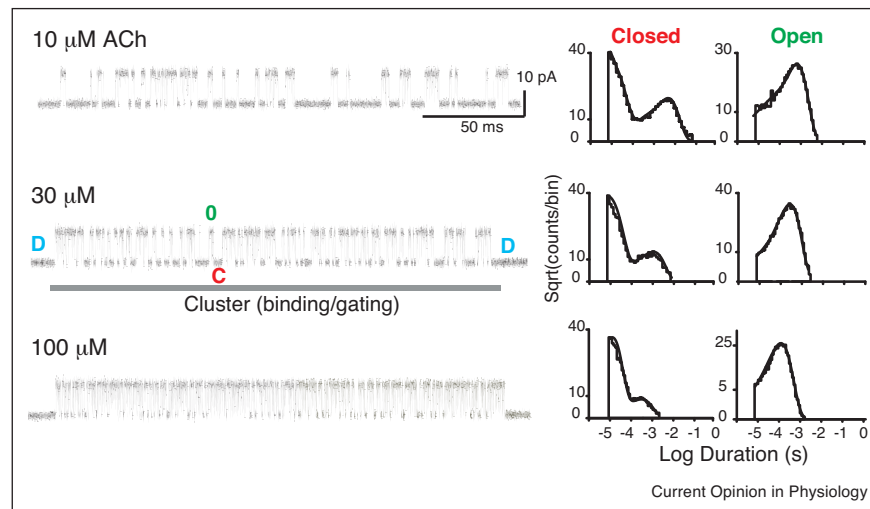 10 μM ACh
10 pA
50 ms
30 μM
0
D
D
C
Cluster (binding/gating)
100 μM
Closed
Open
40
10
0
30
10
0
Sqrt(counts/bin)
40
10
0
40
10
0
40
10
0
25
5
0
-5 -4 -3 -2 -1 0
-5 -4 -3 -2 -1 0
Log Duration (s)
Current Opinion in Physiology